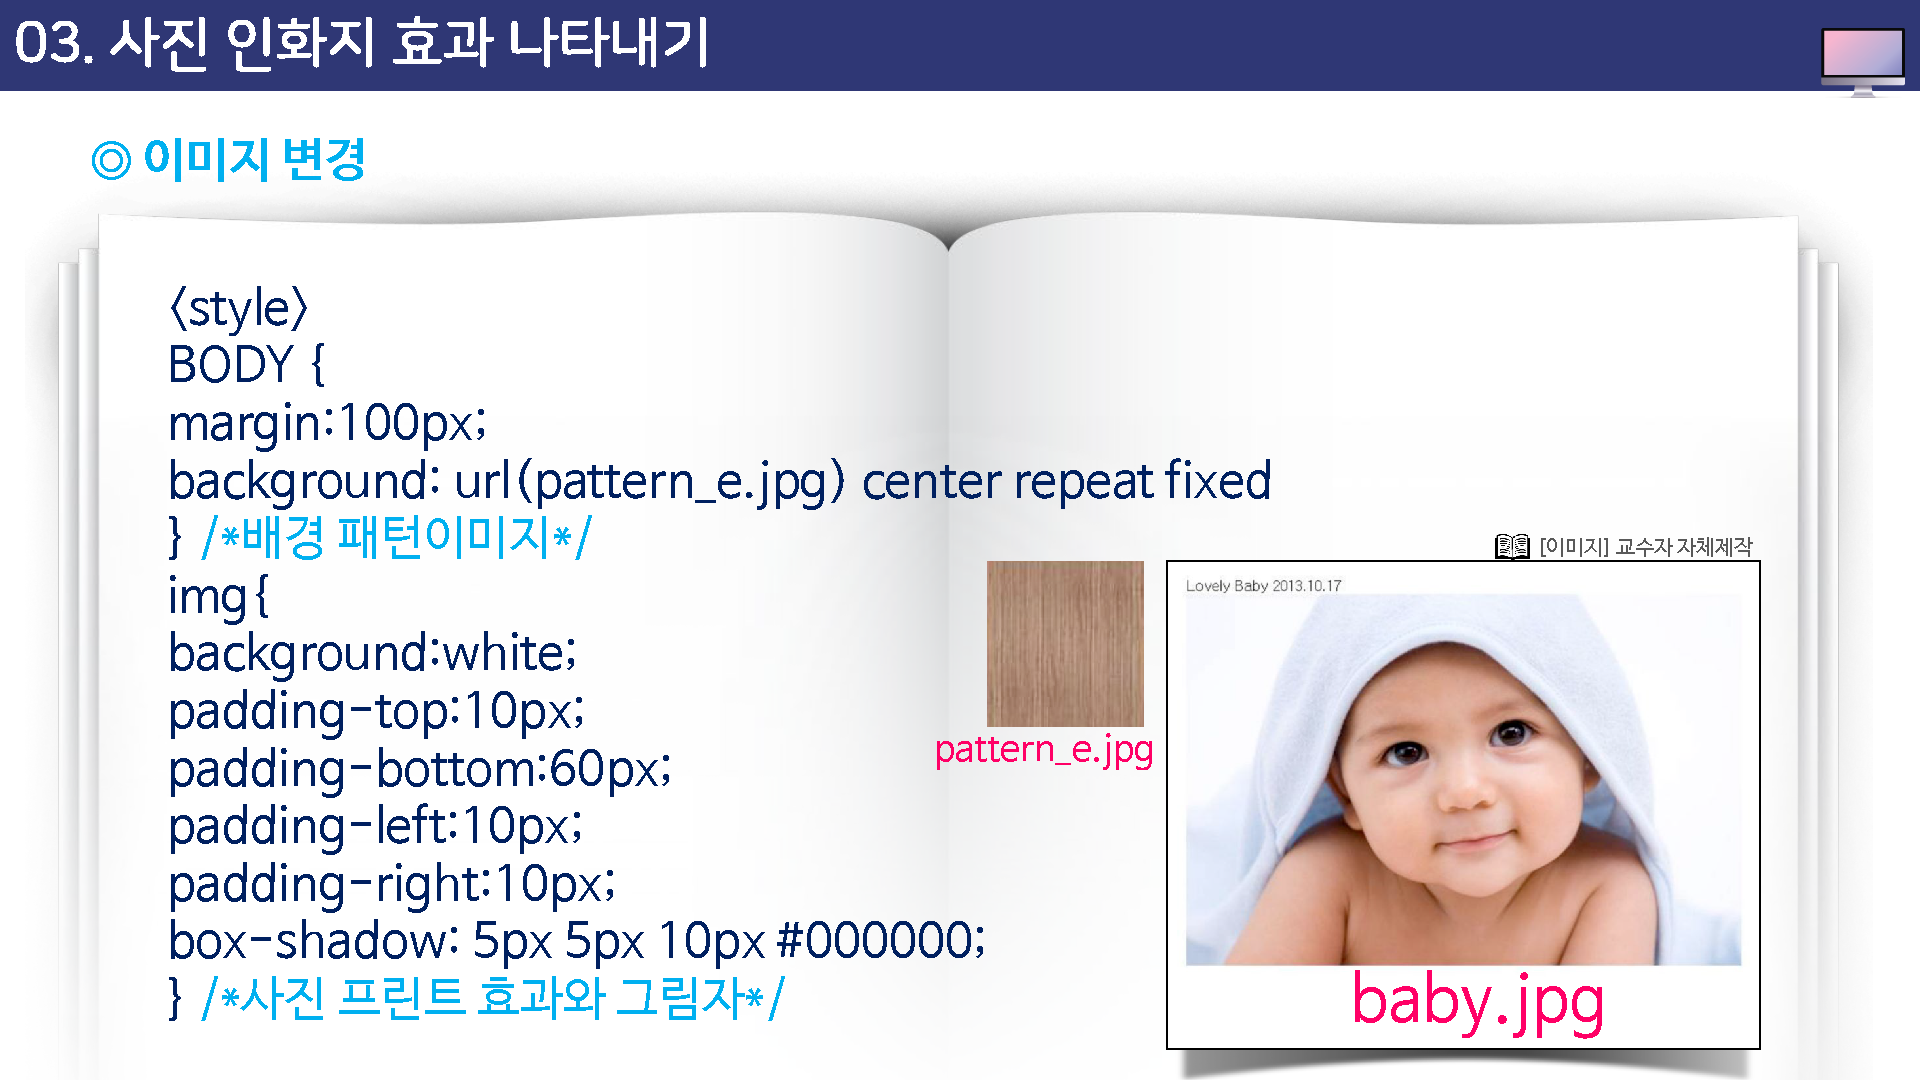 03. 사진 인화지 효과 나타내기
◎ 이미지 변경
<style>
BODY {
margin:100px;
background: url(pattern_e.jpg) center repeat fixed
} /*배경 패턴이미지*/
img{
background:white;
padding-top:10px;
padding-bottom:60px;
padding-left:10px;
padding-right:10px;
box-shadow: 5px 5px 10px #000000;
} /*사진 프린트 효과와 그림자*/
pattern_e.jpg
[이미지] 교수자 자체제작
Lovely Baby 2013.10.17
baby.jpg